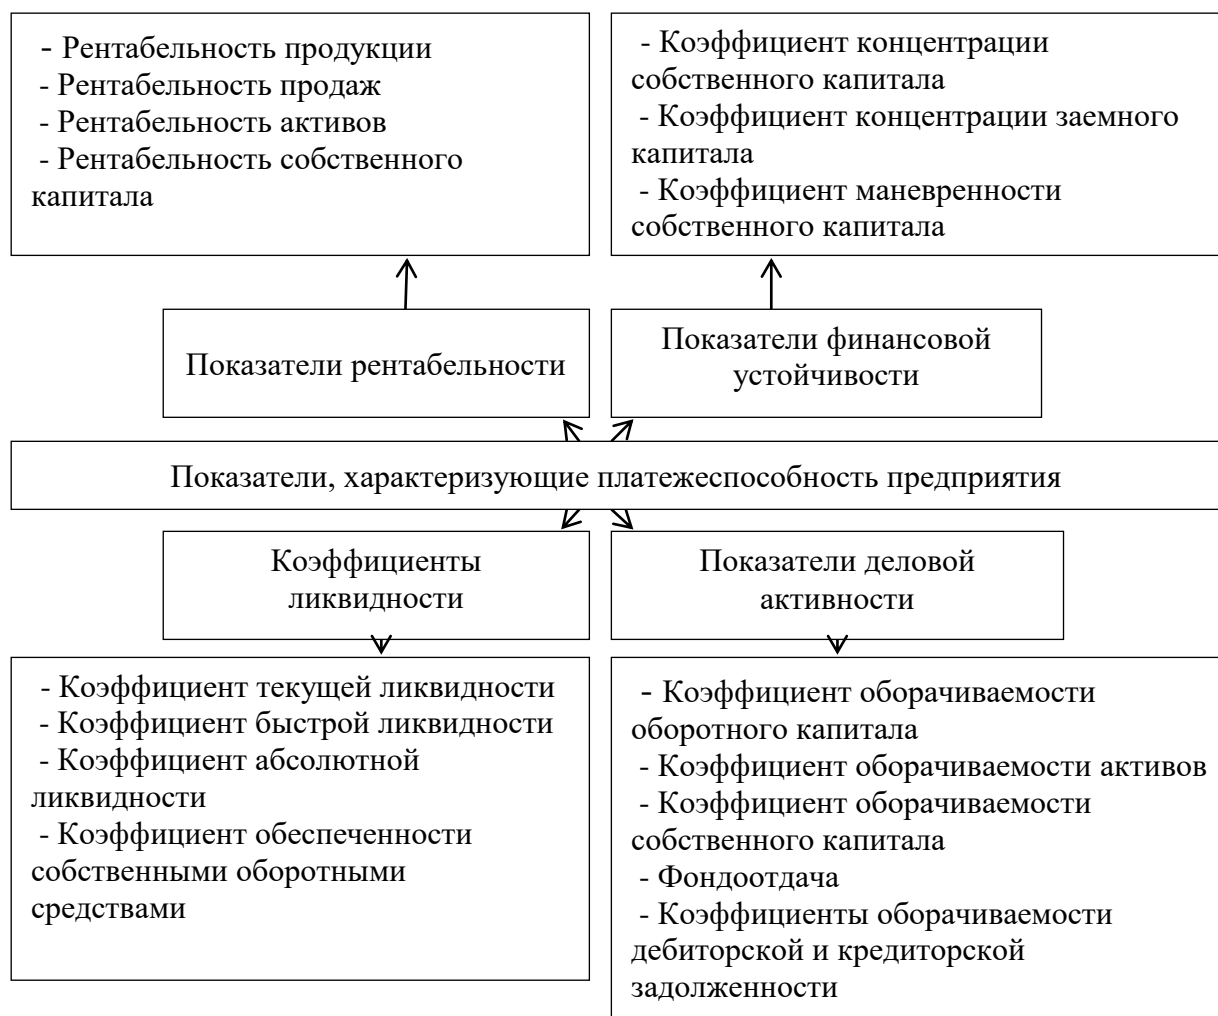 - Рентабельность продукции
- Рентабельность продаж
- Рентабельность активов
- Рентабельность собственного
капитала
- Коэффициент концентрации
собственного капитала
- Коэффициент концентрации заемного
капитала
- Коэффициент маневренности
собственного капитала
Показатели рентабельности
Показатели финансовой
устойчивости
Показатели, характеризующие платежеспособность предприятия
Коэффициенты
ликвидности
Показатели деловой
активности
- Коэффициент текущей ликвидности
- Коэффициент быстрой ликвидности
- Коэффициент абсолютной
ликвидности
- Коэффициент обеспеченности
собственными оборотными
средствами
- Коэффициент оборачиваемости
оборотного капитала
- Коэффициент оборачиваемости активов
- Коэффициент оборачиваемости
собственного капитала
- Фондоотдача
- Коэффициенты оборачиваемости
дебиторской и кредиторской
задолженности